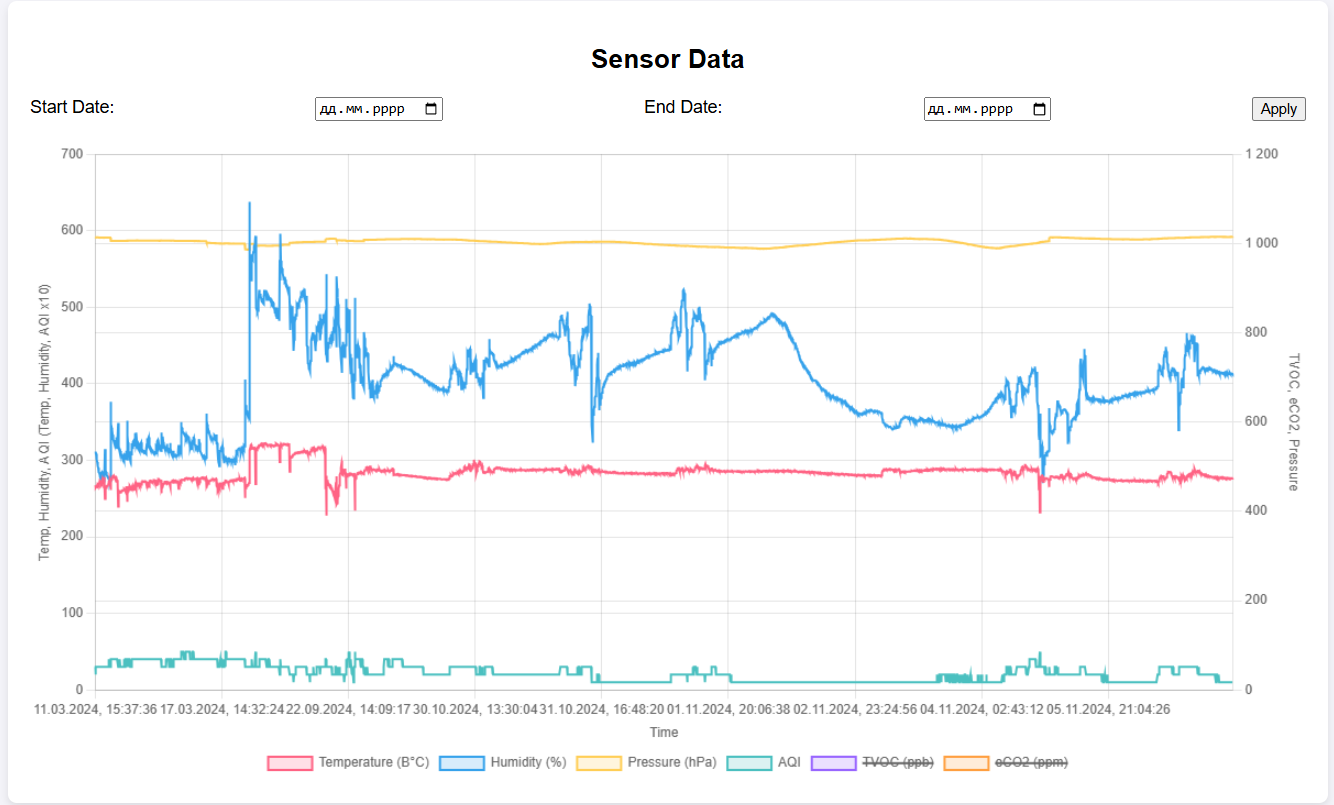 Sensor Data
Start Date: дд.мм.рррр End Date: дд.мм.рррр Apply
700 1 200
600 1 000
500
400 800
300 600
200 400
100 200
0 0
Temp, Humidity, AQI (Temp, Humidity, AQI x10)
TVOC, eCO2, Pressure
11.03.2024, 15:37:36 17.03.2024, 14:32:24 22.09.2024, 14:09:17 30.10.2024, 13:30:04 31.10.2024, 16:48:20 01.11.2024, 20:06:38 02.11.2024, 23:24:56 04.11.2024, 02:43:12 05.11.2024, 21:04:26
Time
Temperature (В°C) Humidity (%) Pressure (hPa) AQI TVOC (ppb) eCO2 (ppm)